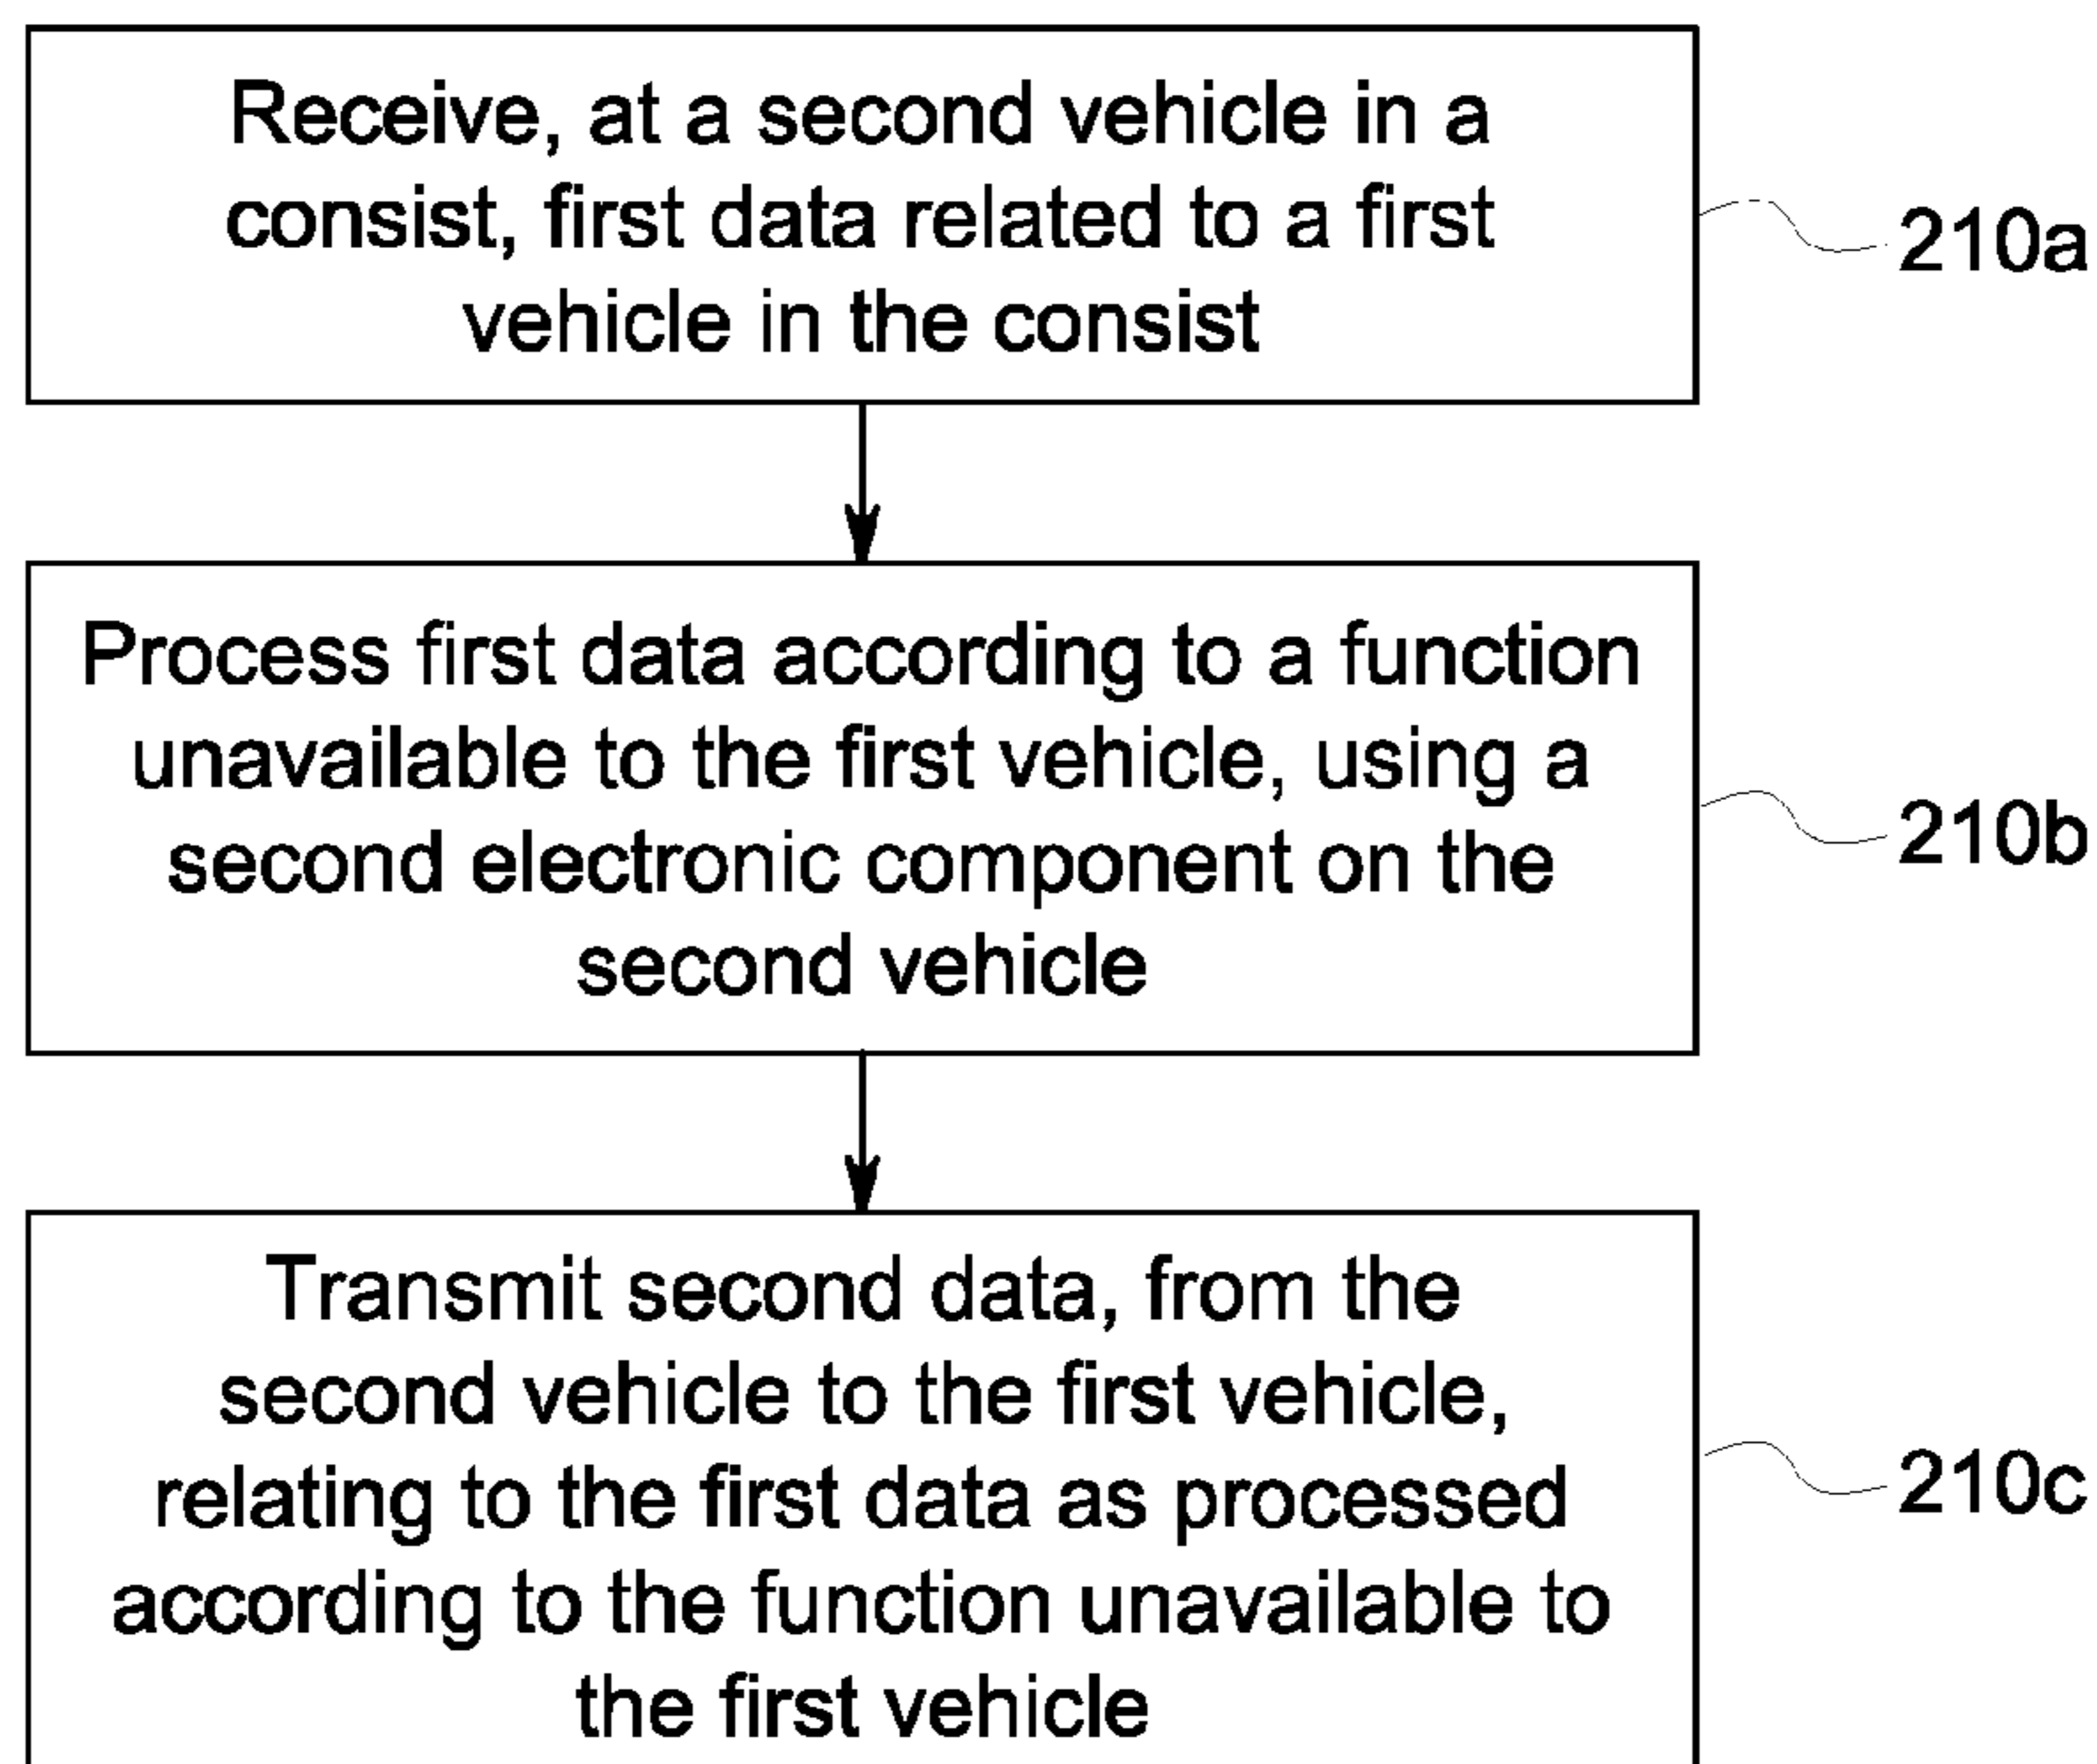 Receive, at a second vehicle in a
consist, first data related to a first
vehicle in the consist
210a
Process first data according to a function
unavailable to the first vehicle, using a
second electronic component on the
second vehicle
210b
Transmit second data, from the
second vehicle to the first vehicle,
relating to the first data as processed
according to the function unavailable to
the first vehicle
210c